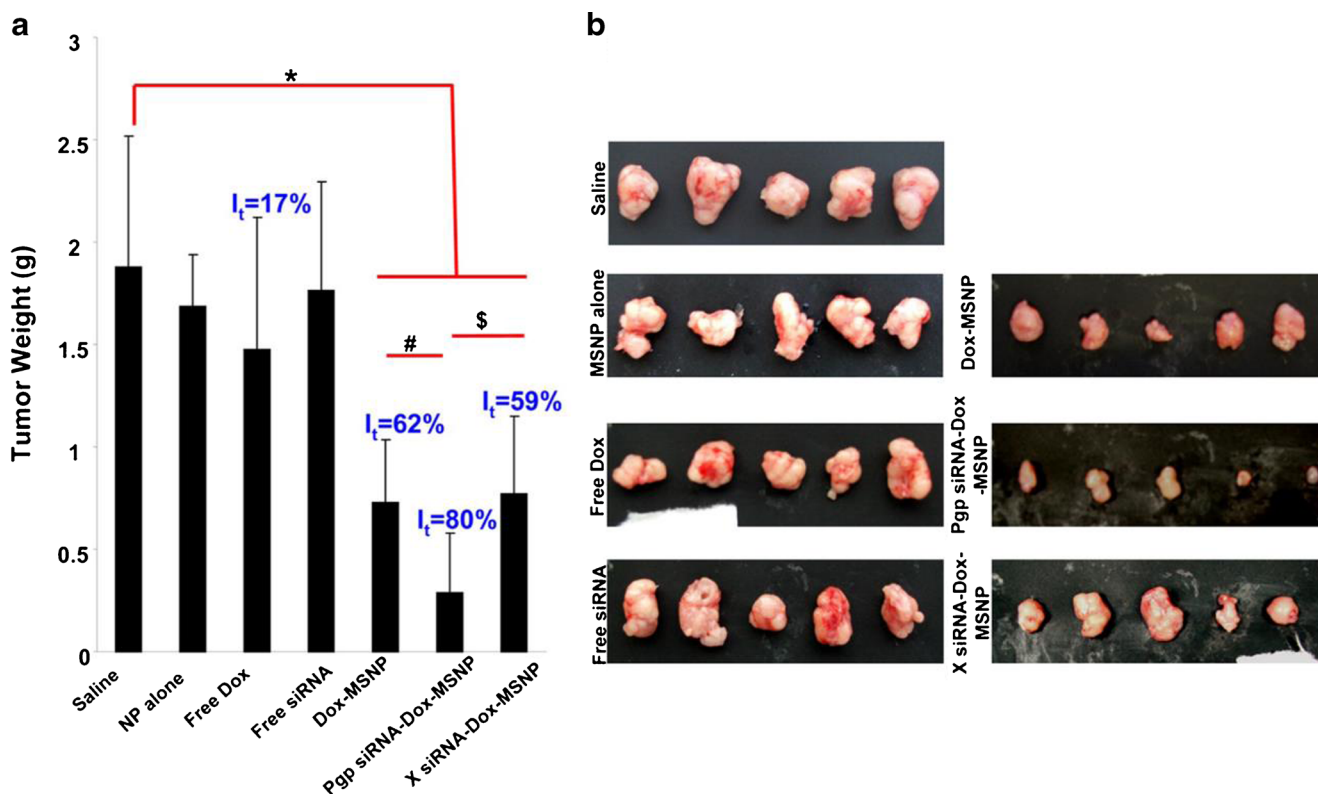 a
3
2.5
2
1.5
1
0.5
0
Tumor Weight (g)
*
It=17%
#
$
It=62%
It=80%
It=59%
Saline
NP alone
Free Dox
Free siRNA
Dox-MSNP
Pgp siRNA-Dox-MSNP
X siRNA-Dox-MSNP
b
Saline
MSNP alone
Free Dox
Free siRNA
Dox-MSNP
Pgp siRNA-Dox
-MSNP
X siRNA-Dox-
MSNP